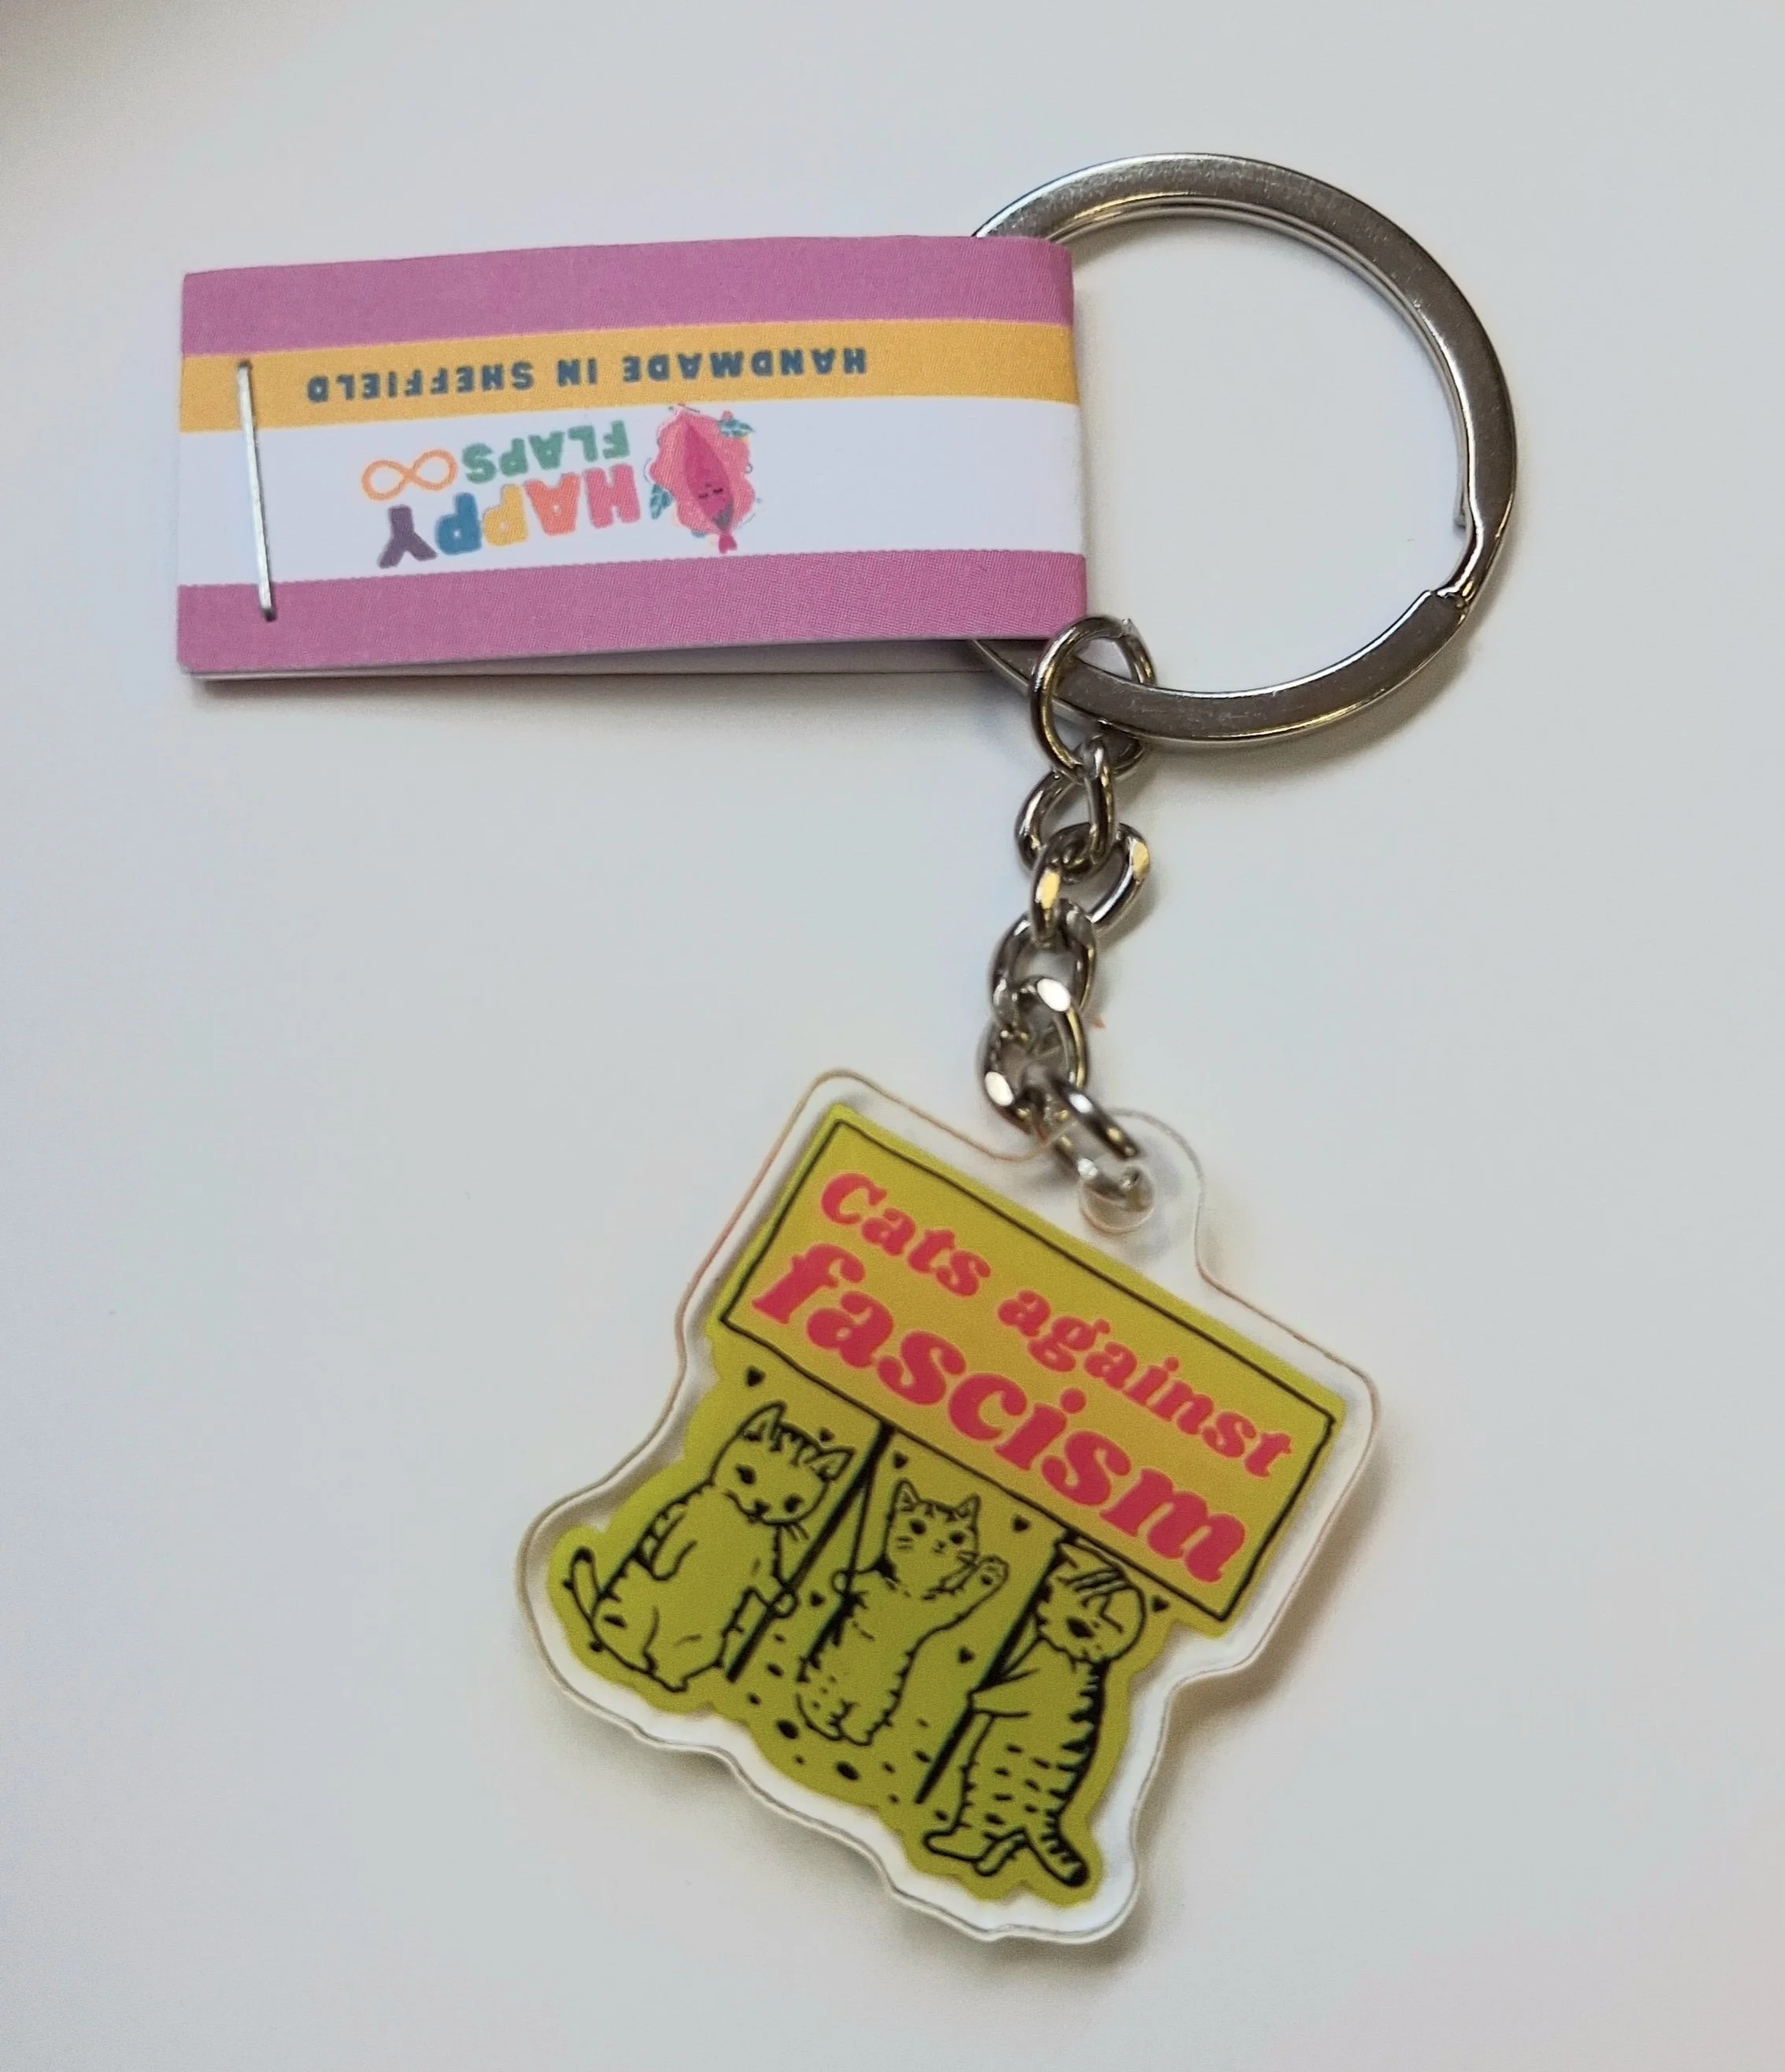 HAPPY
FLAPS
HANDMADE IN SHEFFIELD
Cats against
fascism